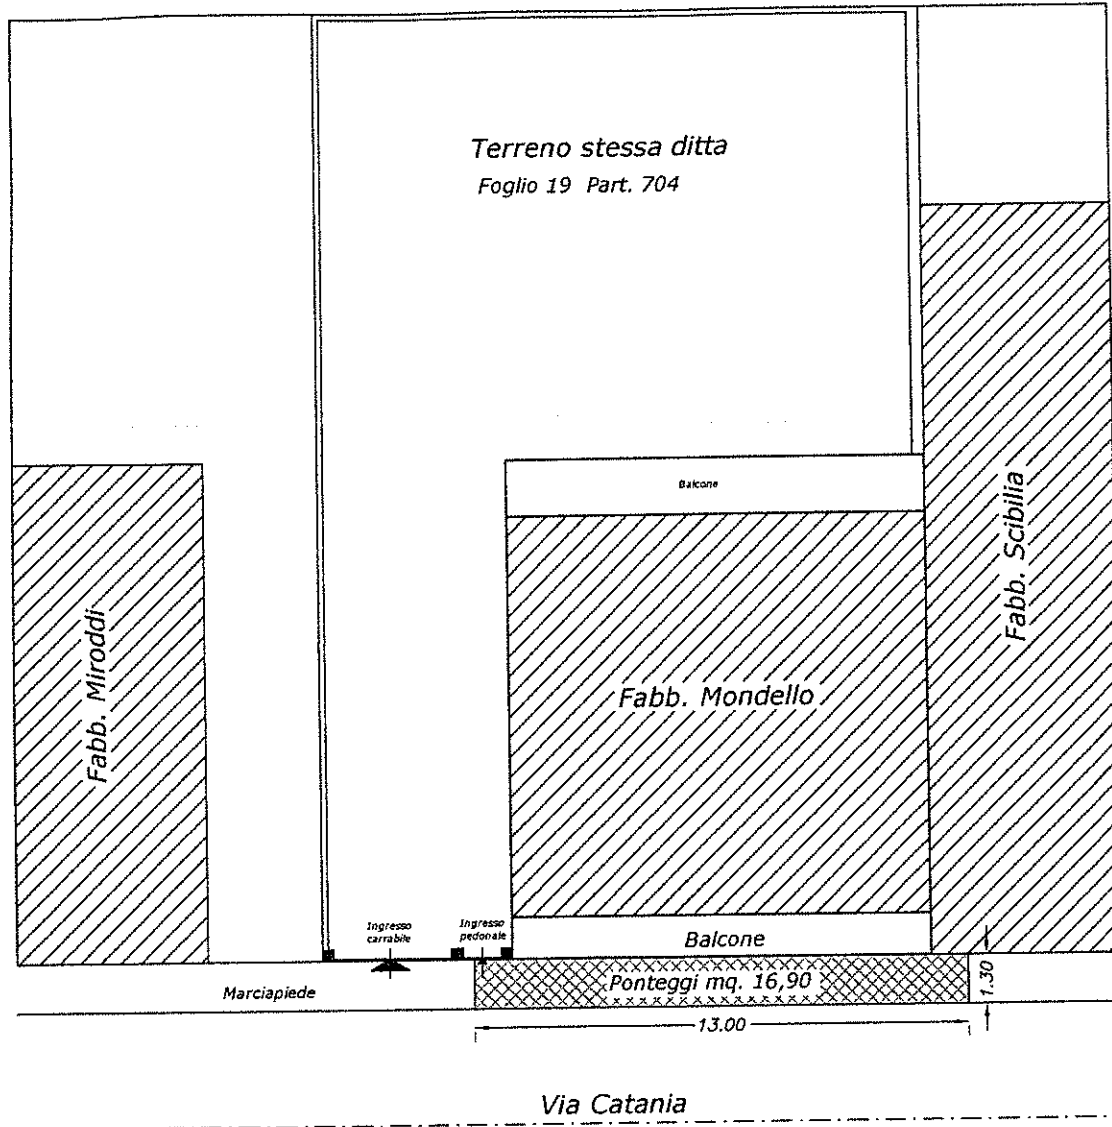 Terreno stessa ditta
Foglio 19 Part. 704
Balcone
Fabb. Scibilia
Fabb. Miroddi
Fabb. Mondello
Ingresso
carrabile
Ingresso
pedonale
Balcone
Marciapiede
Ponteggi mq. 16,90
1.30
13.00
Via Catania